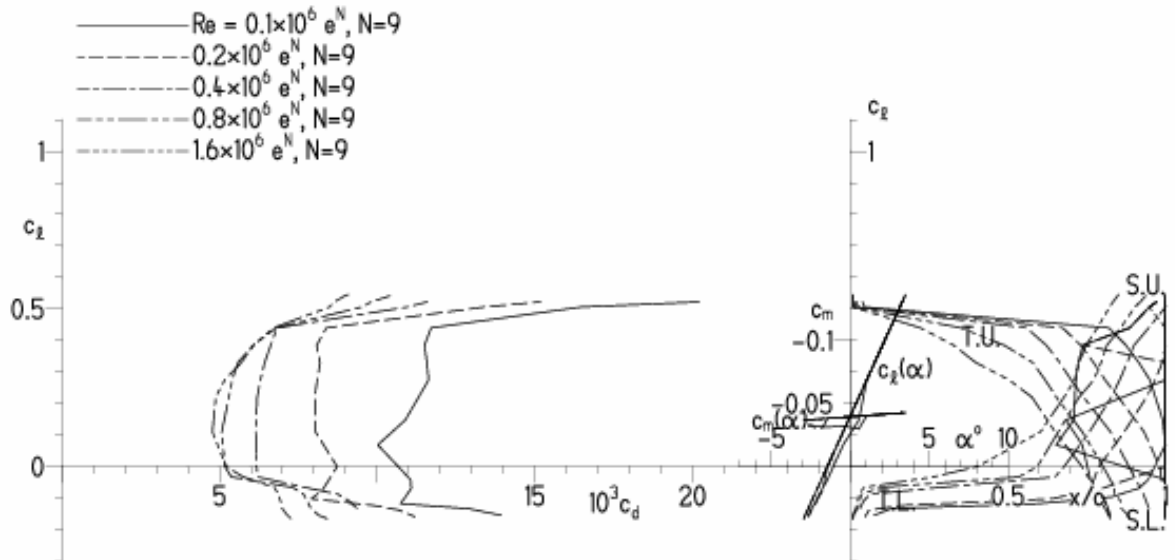 Re = 0.1×10⁶ eᴺ, N=9
0.2×10⁶ eᴺ, N=9
0.4×10⁶ eᴺ, N=9
0.8×10⁶ eᴺ, N=9
1.6×10⁶ eᴺ, N=9
cℓ
1
cℓ
1
S.U.
0.5
cₘ
-0.1
T.U.
cℓ(α)
-0.05
cₘ(α)
-5
5 α° 10
0
5
15
10³c_d
20
T.L.
0.5
x/c
1
S.L.